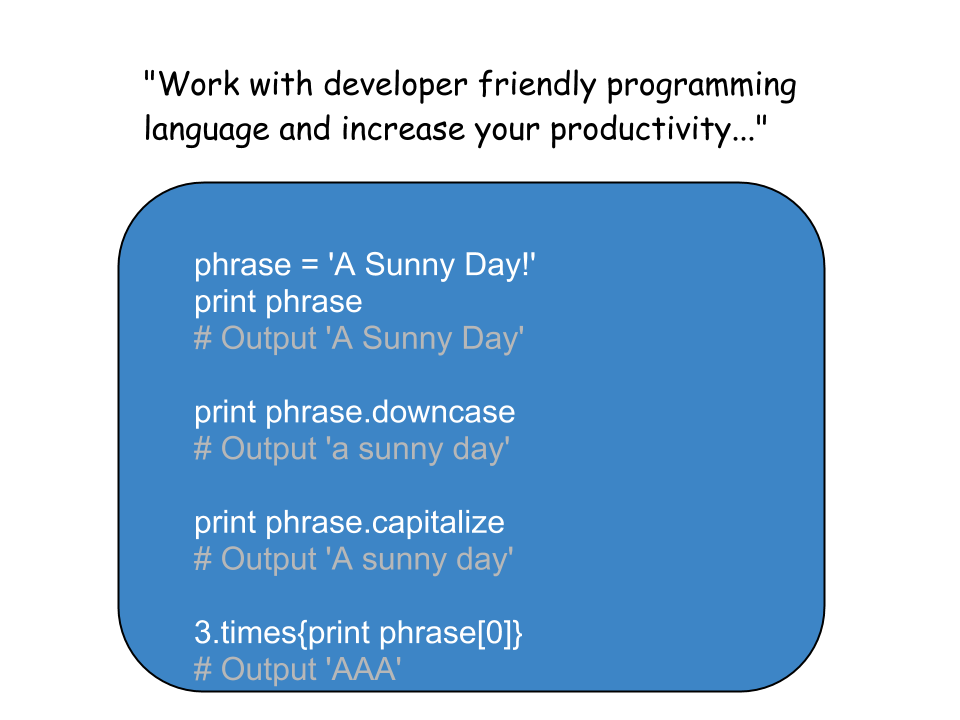 "Work with developer friendly programming
language and increase your productivity..."
phrase = 'A Sunny Day!'
print phrase
# Output 'A Sunny Day'
print phrase.downcase
# Output 'a sunny day'
print phrase.capitalize
# Output 'A sunny day'
3.times{print phrase[0]}
# Output 'AAA'